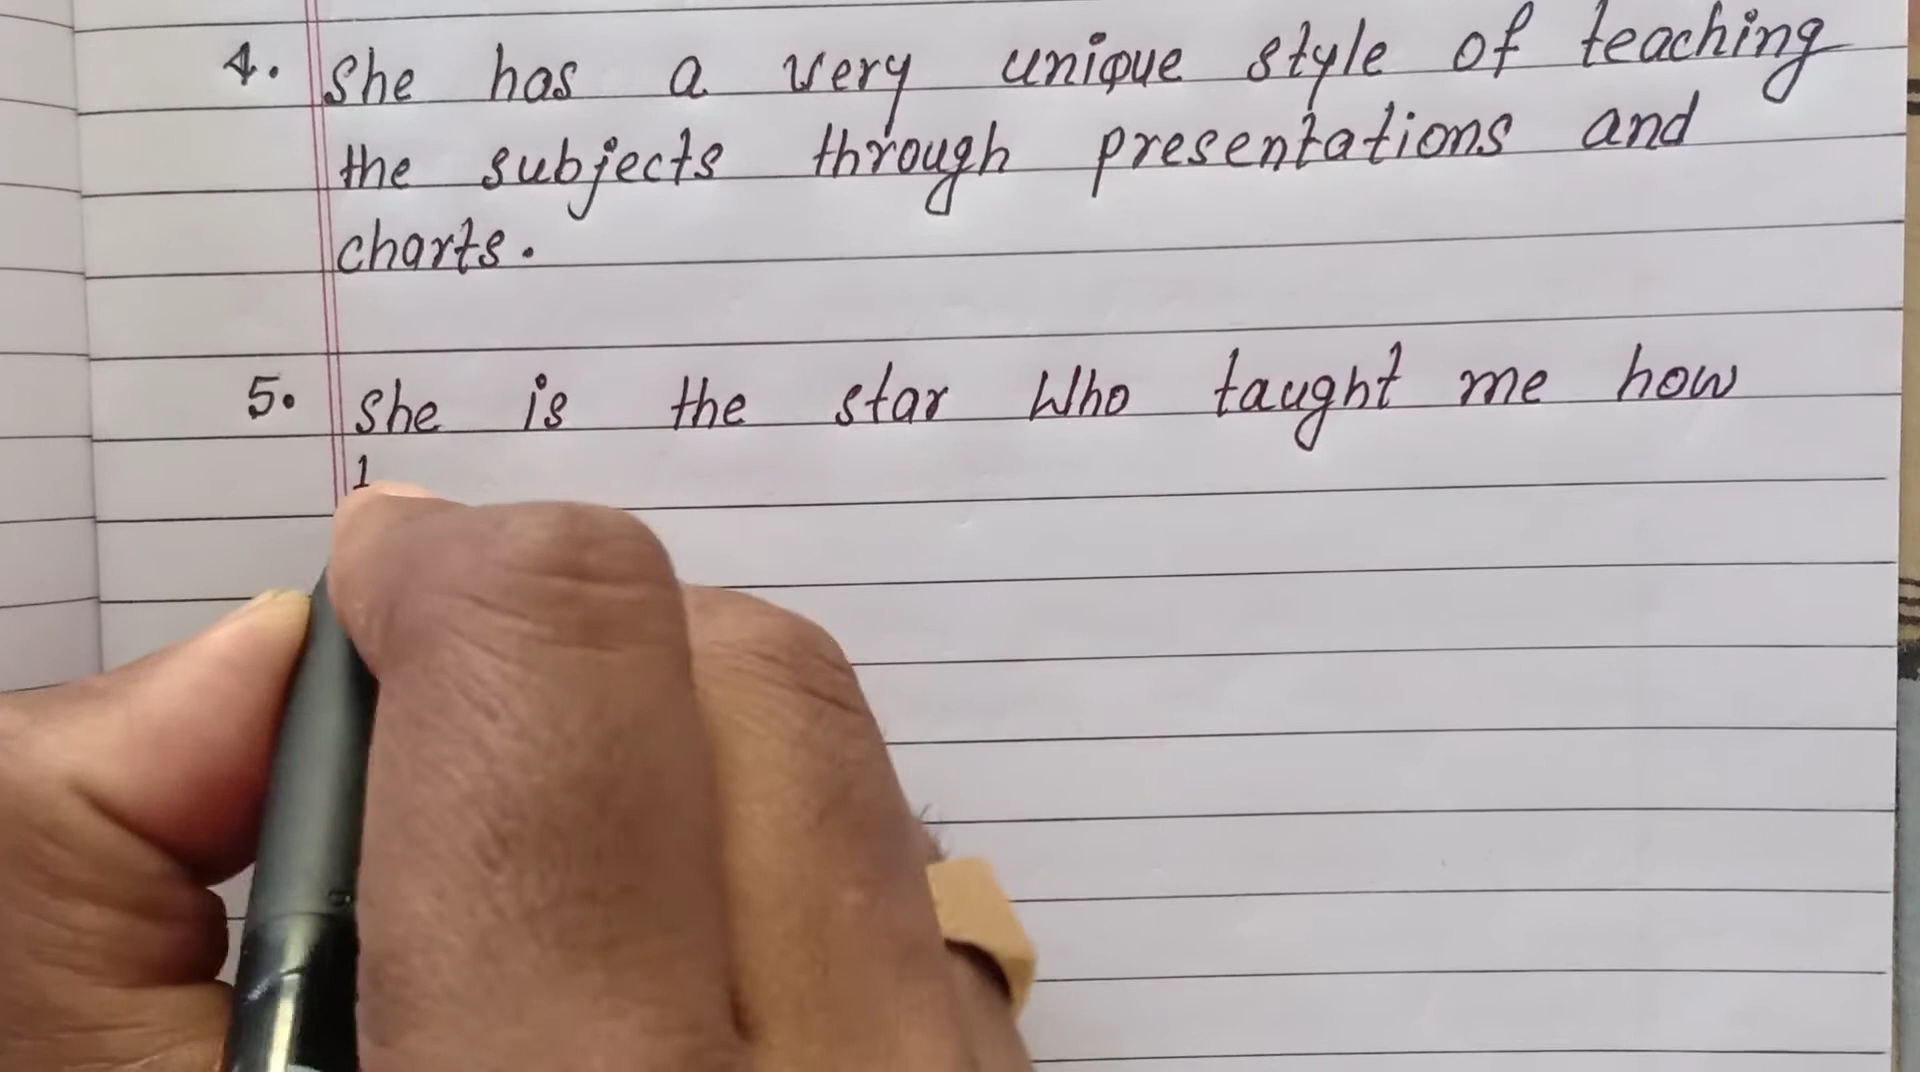 4. She has a very unique style of teaching
the subjects through presentations and
charts.
5. She is the star Who taught me how